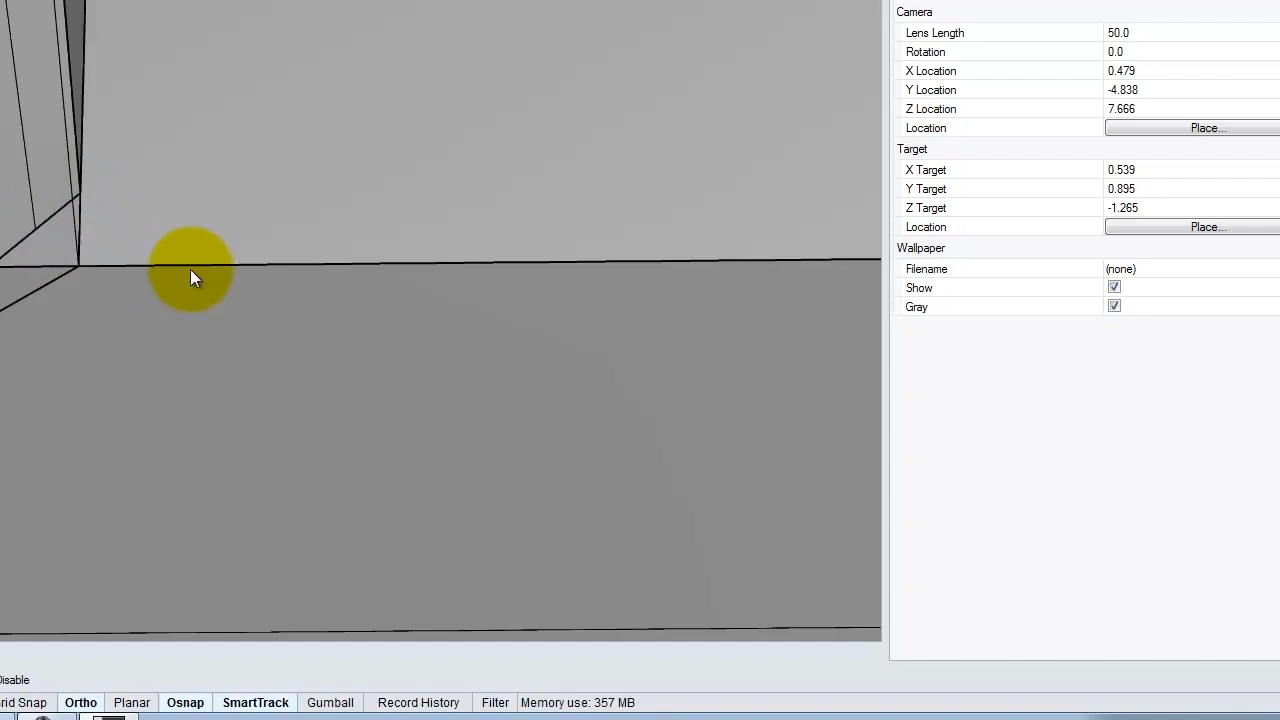 Camera
Lens Length 50.0
Rotation 0.0
X Location 0.479
Y Location -4.838
Z Location 7.666
Location Place...
Target
X Target 0.539
Y Target 0.895
Z Target -1.265
Location Place...
Wallpaper
Filename (none)
Show
Gray
Disable
rid Snap Ortho Planar Osnap SmartTrack Gumball Record History Filter Memory use: 357 MB